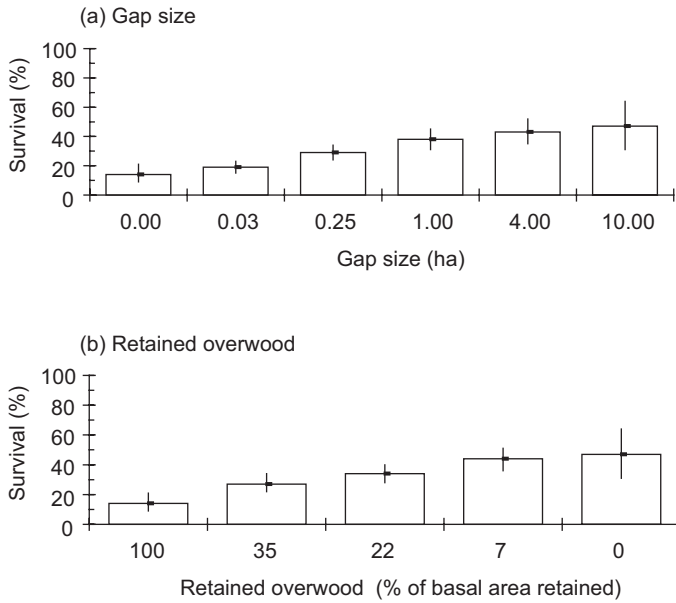 (a) Gap size
100
80
60
40
20
0
Survival (%)
0.00 0.03 0.25 1.00 4.00 10.00
Gap size (ha)
(b) Retained overwood
100
80
60
40
20
0
Survival (%)
100 35 22 7 0
Retained overwood (% of basal area retained)